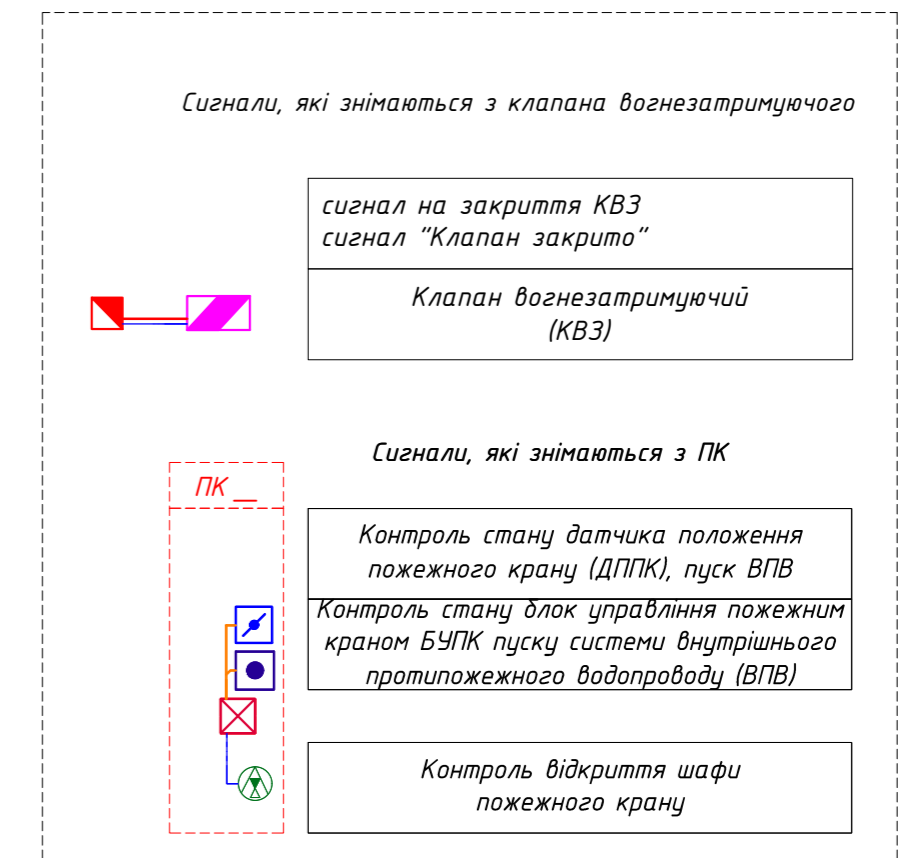 Сигнали, які знімаються з клапана вогнезатримуючого
сигнал на закриття КВЗ
сигнал "Клапан закрито"
Клапан вогнезатримуючий
(КВЗ)
Сигнали, які знімаються з ПК
ПК __
Контроль стану датчика положення
пожежного крану (ДППК), пуск ВПВ
Контроль стану блок управління пожежним
краном БУПК пуску системи внутрішнього
протипожежного водопроводу (ВПВ)
Контроль відкриття шафи
пожежного крану